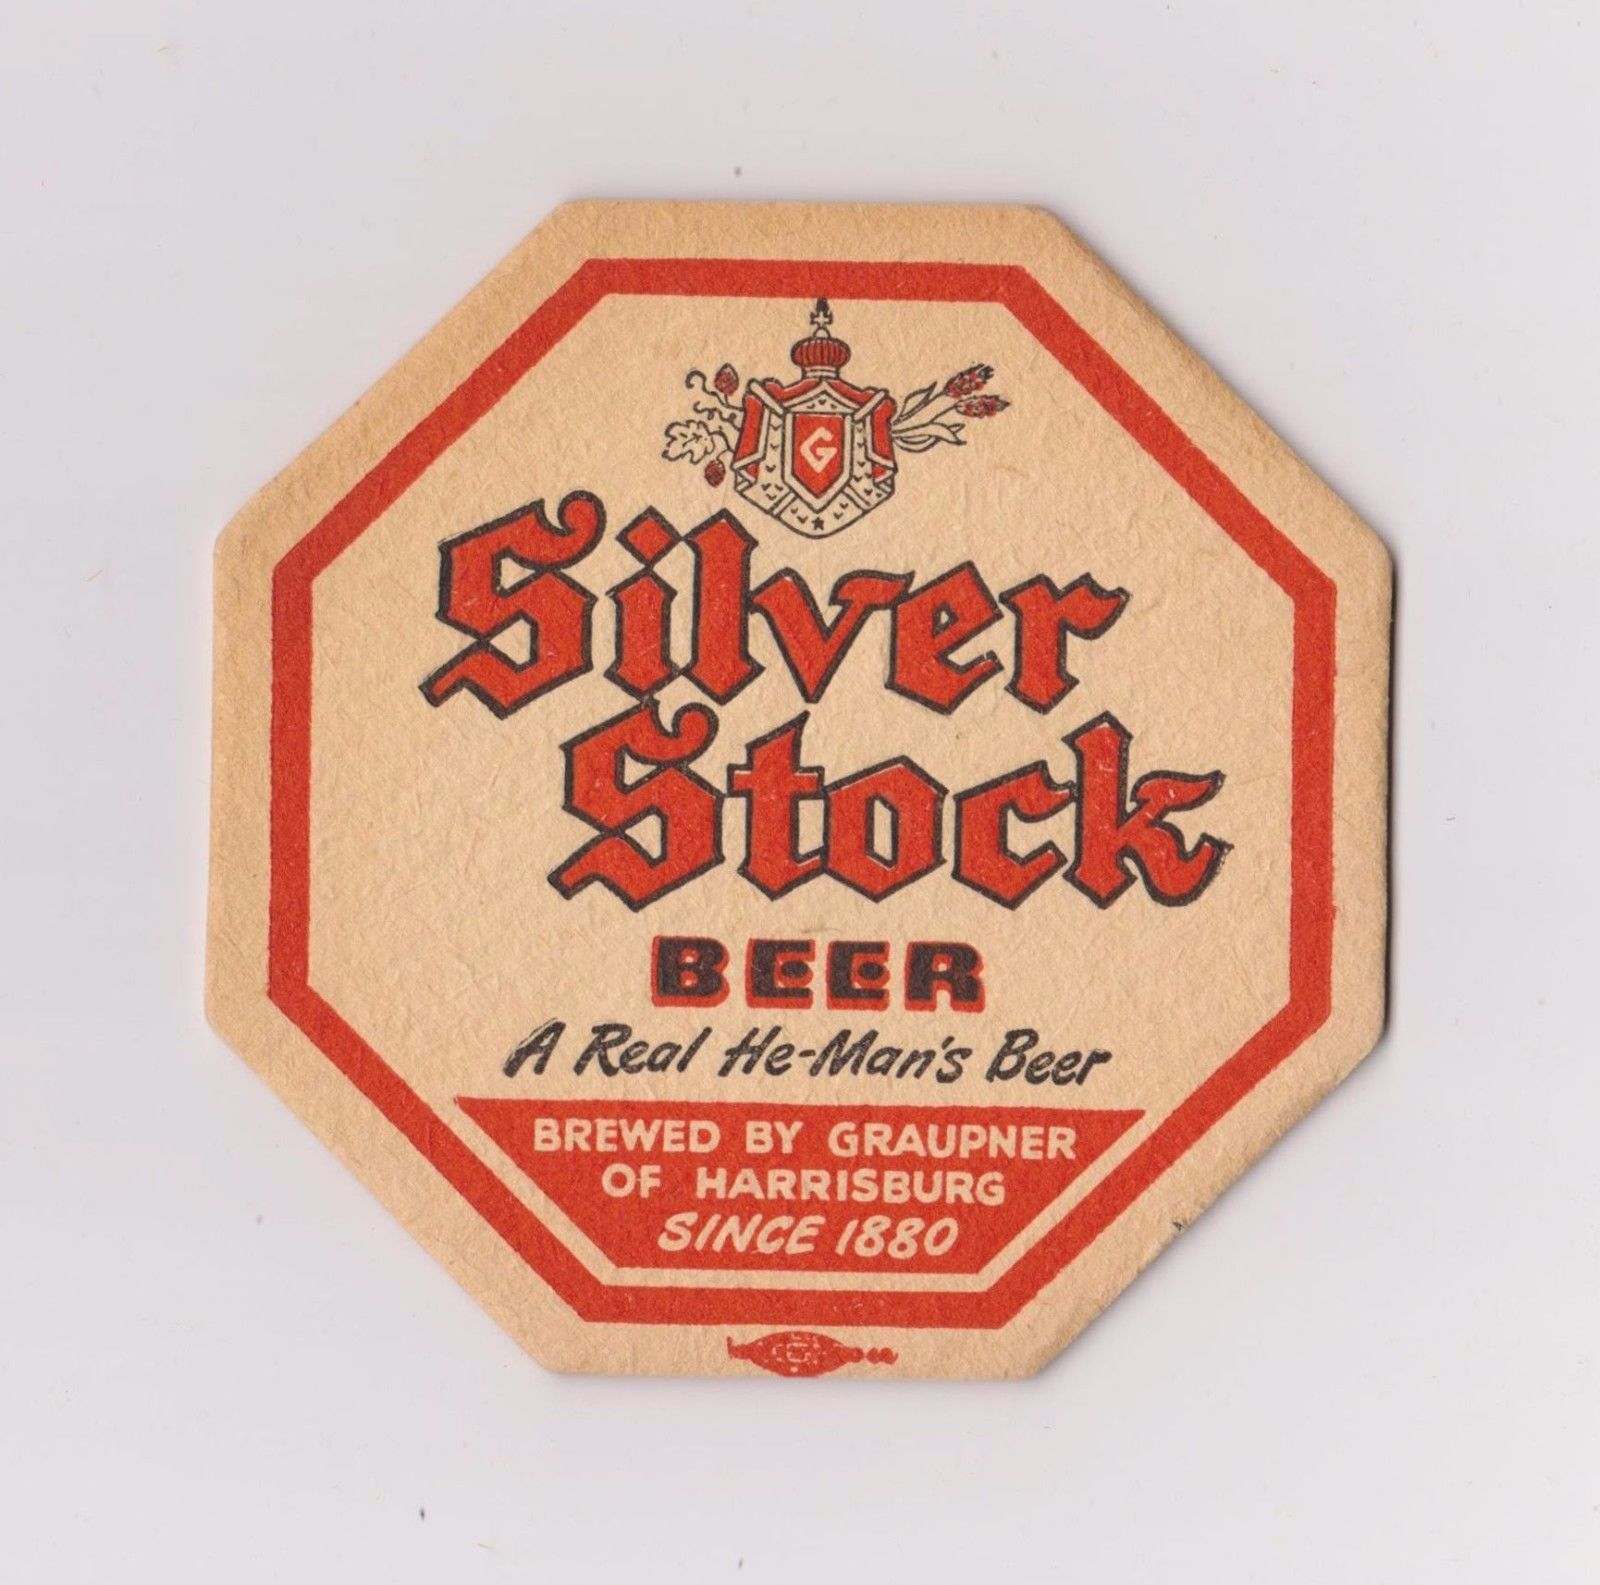 G
Silver
Stock
BEER
A Real He-Man's Beer
BREWED BY GRAUPNER
OF HARRISBURG
SINCE 1880